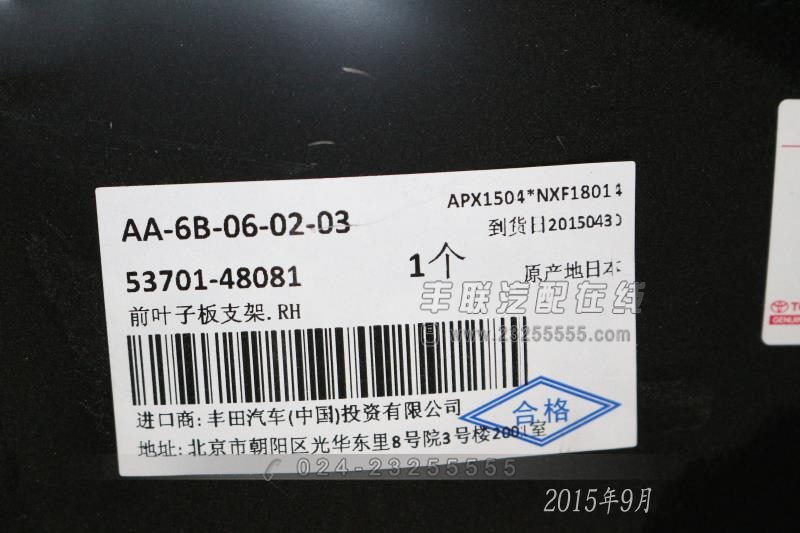 AA-6B-06-02-03
APX1504*NXF18014
到货日20150430
53701-48081
1个
原产地日本
前叶子板支架.RH
丰联汽配在线
www.23255555.com
进口商:丰田汽车(中国)投资有限公司
合格
地址:北京市朝阳区光华东里8号院3号楼2001室
024-23255555
2015年9月